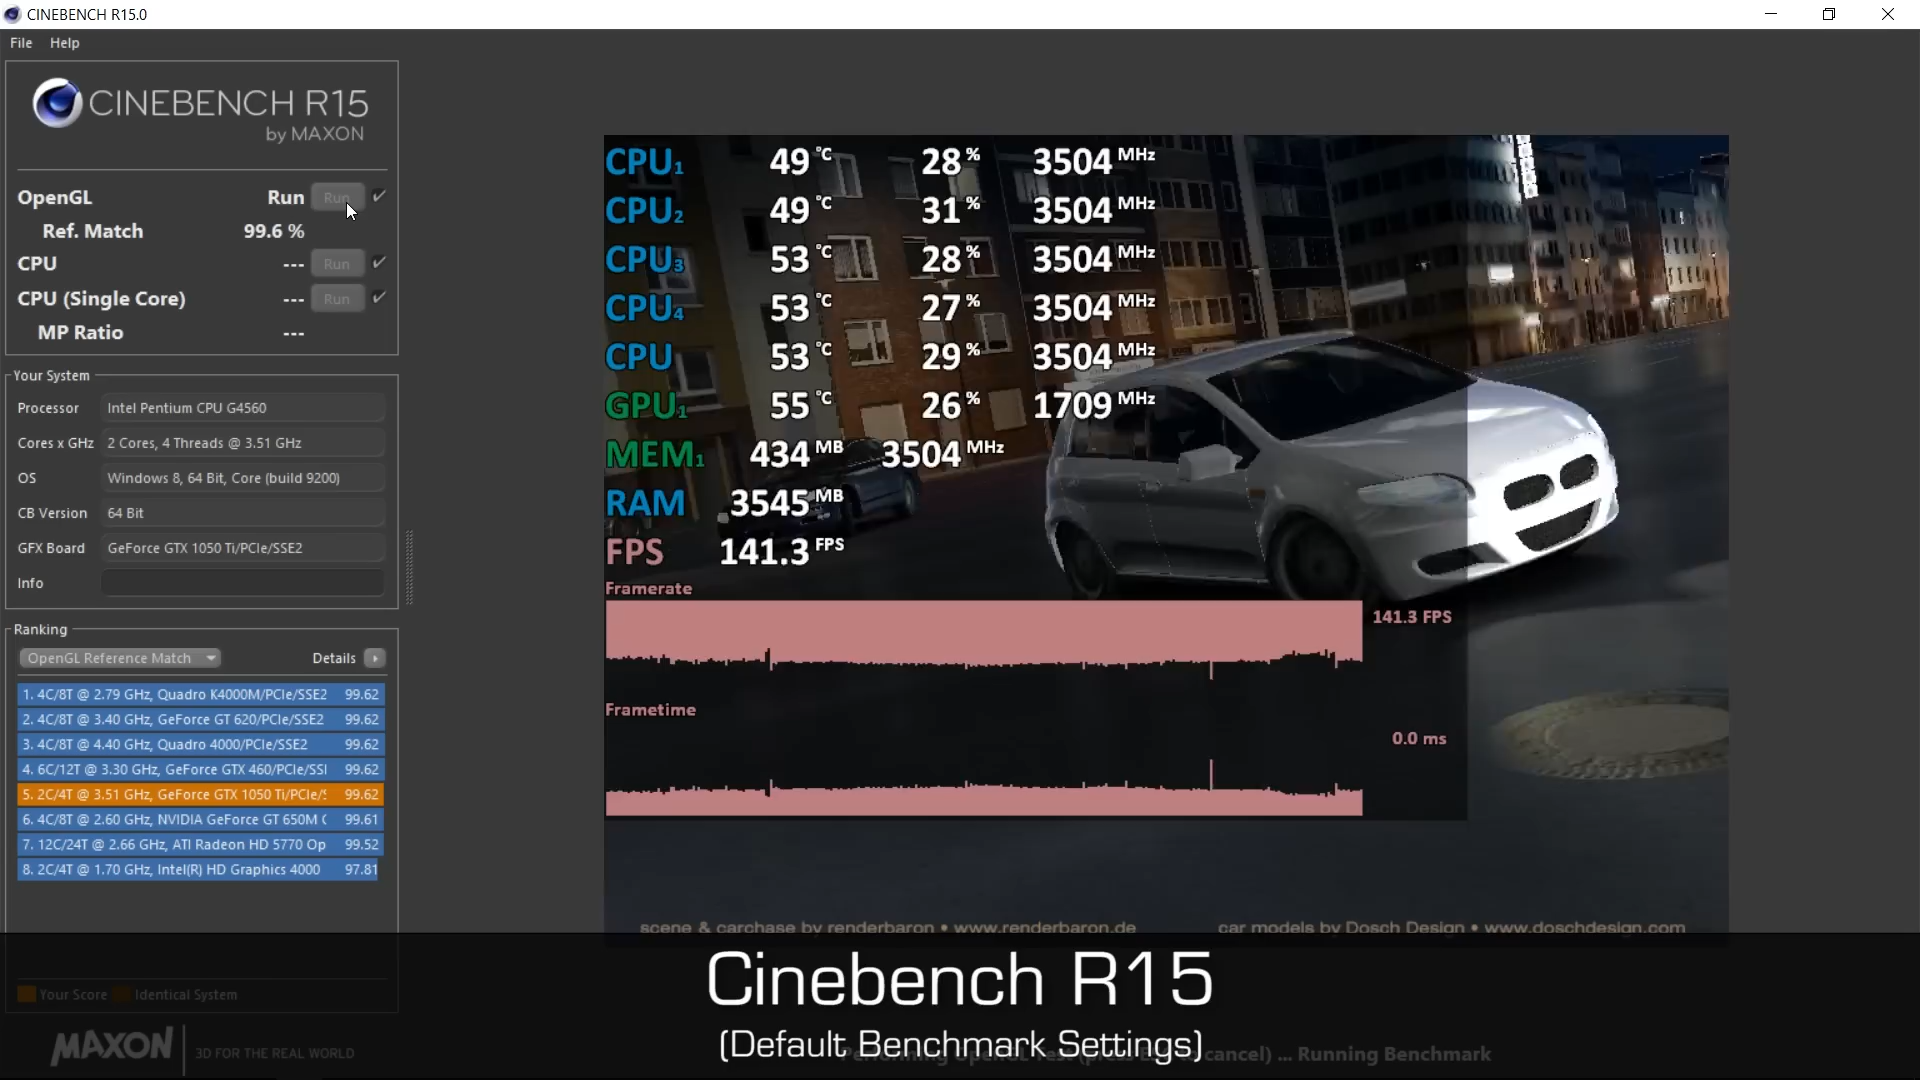 CINEBENCH R15.0
File Help
CINEBENCH R15
by MAXON
OpenGL Run Run
Ref. Match 99.6 %
CPU --- Run
CPU (Single Core) --- Run
MP Ratio ---
Your System
Processor Intel Pentium CPU G4560
Cores x GHz 2 Cores, 4 Threads @ 3.51 GHz
OS Windows 8, 64 Bit, Core (build 9200)
CB Version 64 Bit
GFX Board GeForce GTX 1050 Ti/PCIe/SSE2
Info
Ranking
OpenGL Reference Match Details
1. 4C/8T @ 2.79 GHz, Quadro K4000M/PCIe/SSE2 99.62
2. 4C/8T @ 3.40 GHz, GeForce GT 620/PCIe/SSE2 99.62
3. 4C/8T @ 4.40 GHz, Quadro 4000/PCIe/SSE2 99.62
4. 6C/12T @ 3.30 GHz, GeForce GTX 460/PCIe/SSI 99.62
5. 2C/4T @ 3.51 GHz, GeForce GTX 1050 Ti/PCIe/S 99.62
6. 4C/8T @ 2.60 GHz, NVIDIA GeForce GT 650M ( 99.61
7. 12C/24T @ 2.66 GHz, ATI Radeon HD 5770 Op 99.52
8. 2C/4T @ 1.70 GHz, Intel(R) HD Graphics 4000 97.81
Your Score Identical System
MAXON 3D FOR THE REAL WORLD
CPU1 49 °C 28 % 3504 MHz
CPU2 49 °C 31 % 3504 MHz
CPU3 53 °C 28 % 3504 MHz
CPU4 53 °C 27 % 3504 MHz
CPU 53 °C 29 % 3504 MHz
GPU1 55 °C 26 % 1709 MHz
MEM1 434 MB 3504 MHz
RAM 3545 MB
FPS 141.3 FPS
Framerate
141.3 FPS
Frametime
0.0 ms
scene & carchase by renderbaron • www.renderbaron.de car models by Dosch Design • www.doschdesign.com
Cinebench R15
(Default Benchmark Settings)
cancel) ... Running Benchmark